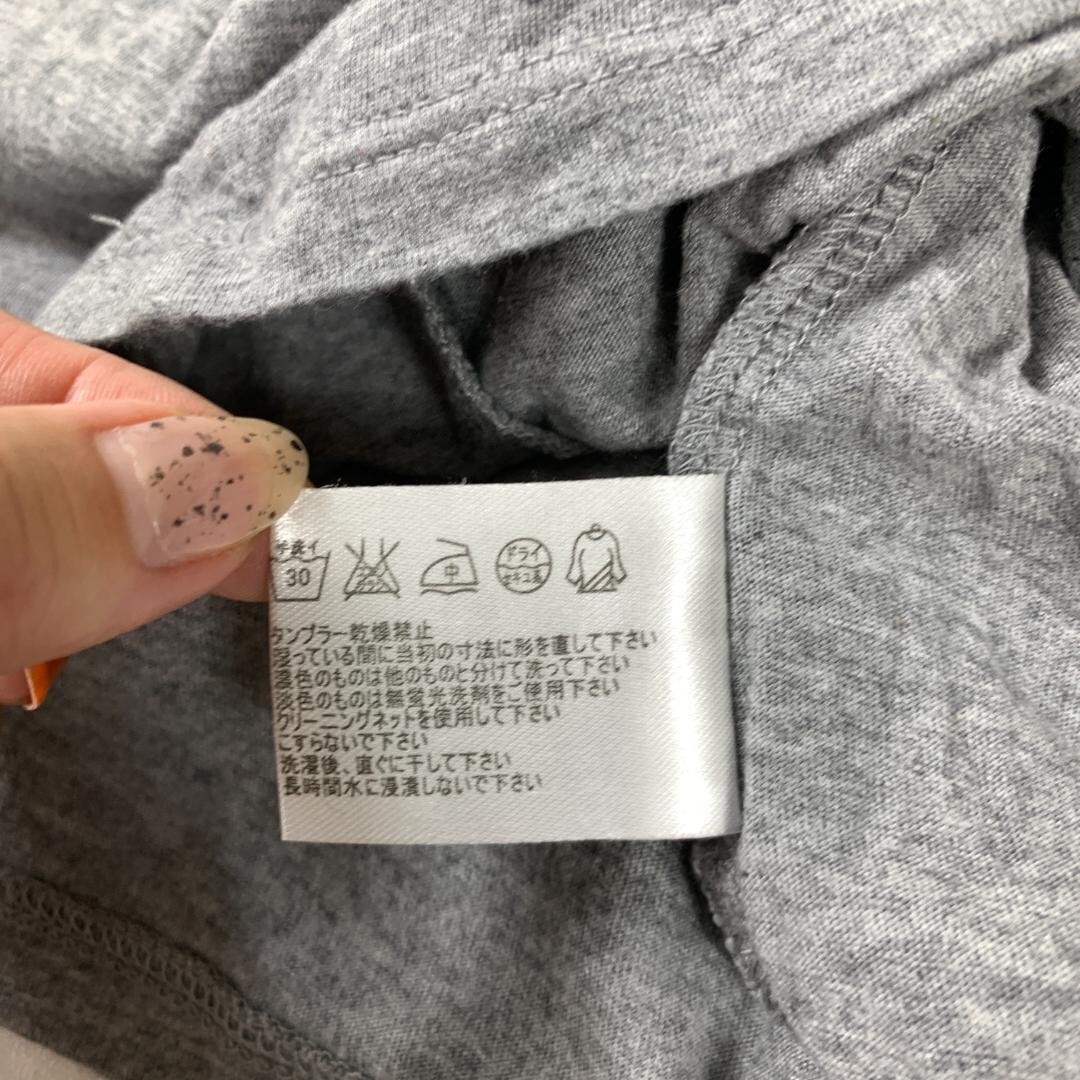 手洗イ
30 エンソサラシ 中 ドライ
セキユ系
タンブラー乾燥禁止
湿っている間に当初の寸法に形を直して下さい
濃色のものは他のものと分けて洗って下さい
淡色のものは無蛍光洗剤をご使用下さい
クリーニングネットを使用して下さい
こすらないで下さい
洗濯後、直ぐに干して下さい
長時間水に浸漬しないで下さい